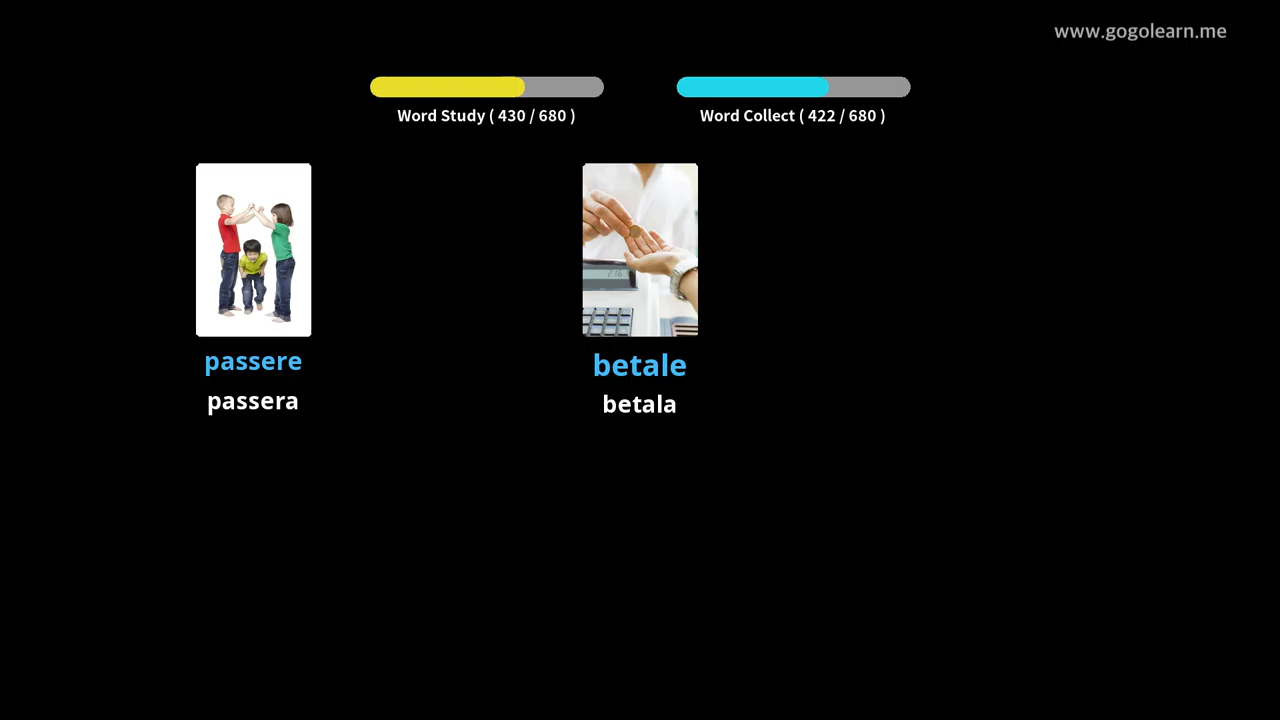 www.gogolearn.me
Word Study ( 430 / 680 )
Word Collect ( 422 / 680 )
passere
passera
betale
betala